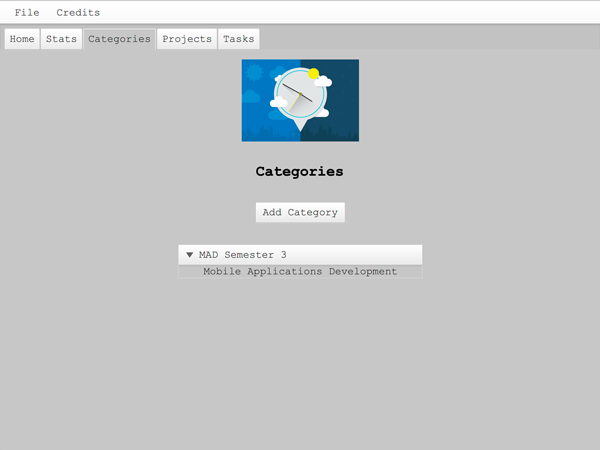 File Credits
Home Stats Categories Projects Tasks
Categories
Add Category
MAD Semester 3
Mobile Applications Development